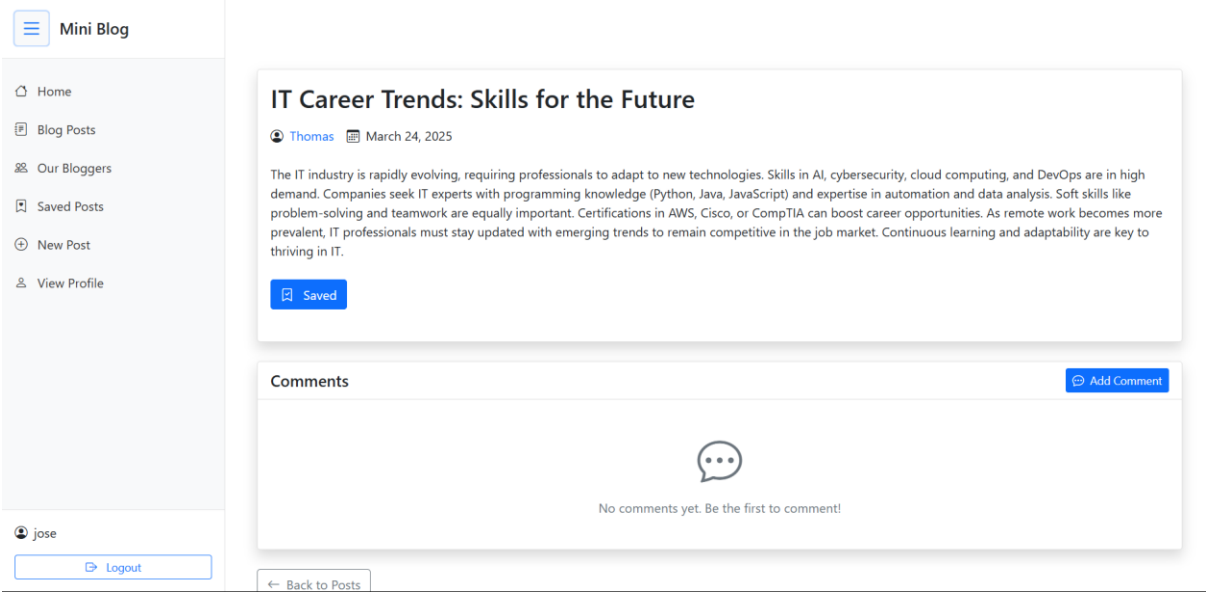 Mini Blog
Home
Blog Posts
Our Bloggers
Saved Posts
New Post
View Profile
jose
Logout
IT Career Trends: Skills for the Future
Thomas March 24, 2025
The IT industry is rapidly evolving, requiring professionals to adapt to new technologies. Skills in AI, cybersecurity, cloud computing, and DevOps are in high
demand. Companies seek IT experts with programming knowledge (Python, Java, JavaScript) and expertise in automation and data analysis. Soft skills like
problem-solving and teamwork are equally important. Certifications in AWS, Cisco, or CompTIA can boost career opportunities. As remote work becomes more
prevalent, IT professionals must stay updated with emerging trends to remain competitive in the job market. Continuous learning and adaptability are key to
thriving in IT.
Saved
Comments
Add Comment
No comments yet. Be the first to comment!
Back to Posts